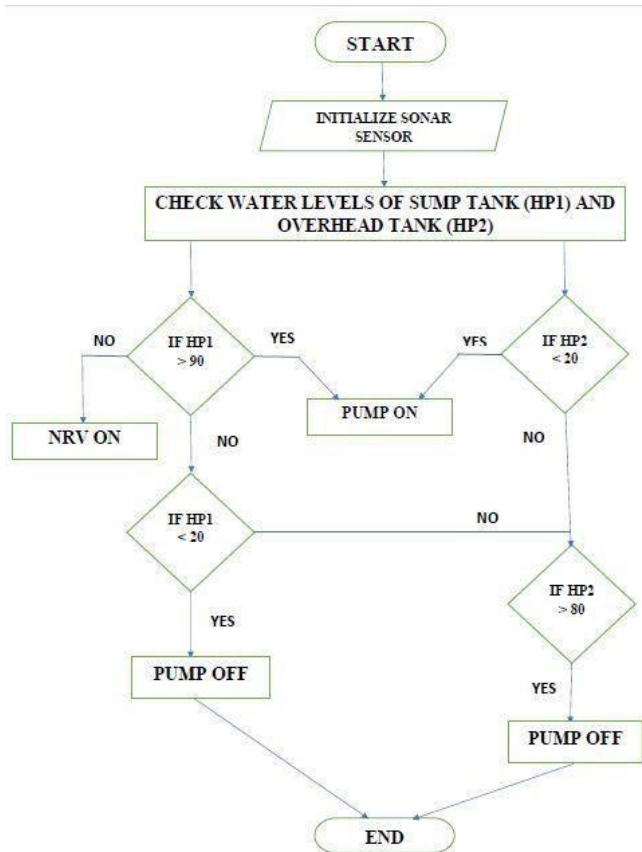 START
INITIALIZE SONAR
SENSOR
CHECK WATER LEVELS OF SUMP TANK (HP1) AND
OVERHEAD TANK (HP2)
NO
IF HP1
> 90
YES
YES
IF HP2
< 20
NRV ON
PUMP ON
NO
NO
IF HP1
< 20
NO
IF HP2
> 80
YES
PUMP OFF
YES
PUMP OFF
END